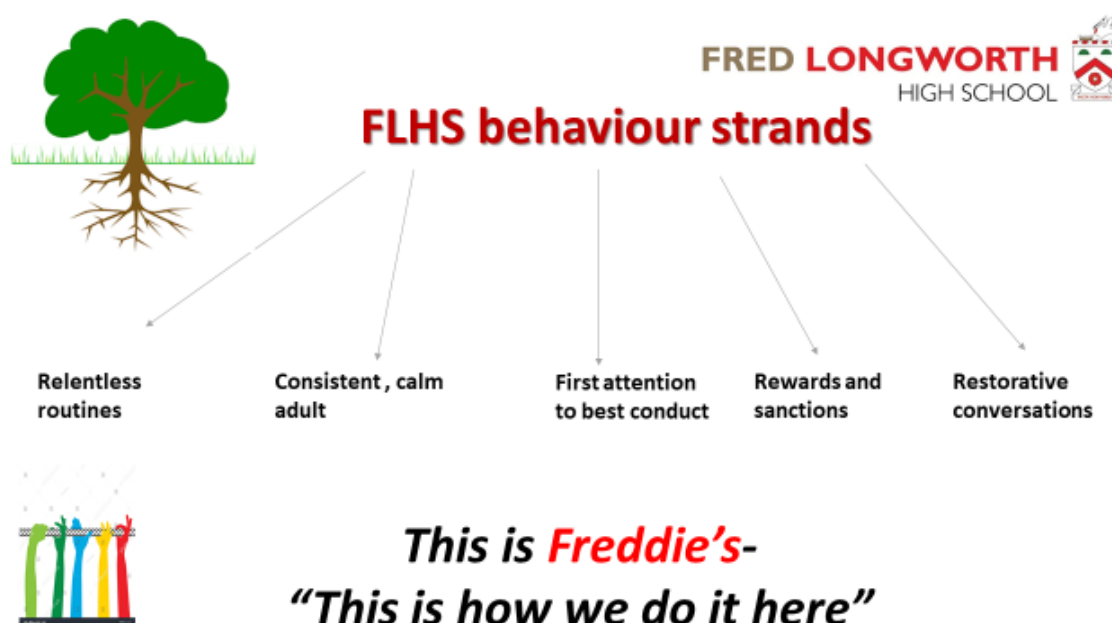 FRED LONGWORTH
HIGH SCHOOL
FLHS behaviour strands
Relentless
routines
Consistent , calm
adult
First attention
to best conduct
Rewards and
sanctions
Restorative
conversations
This is Freddie's-
“This is how we do it here”